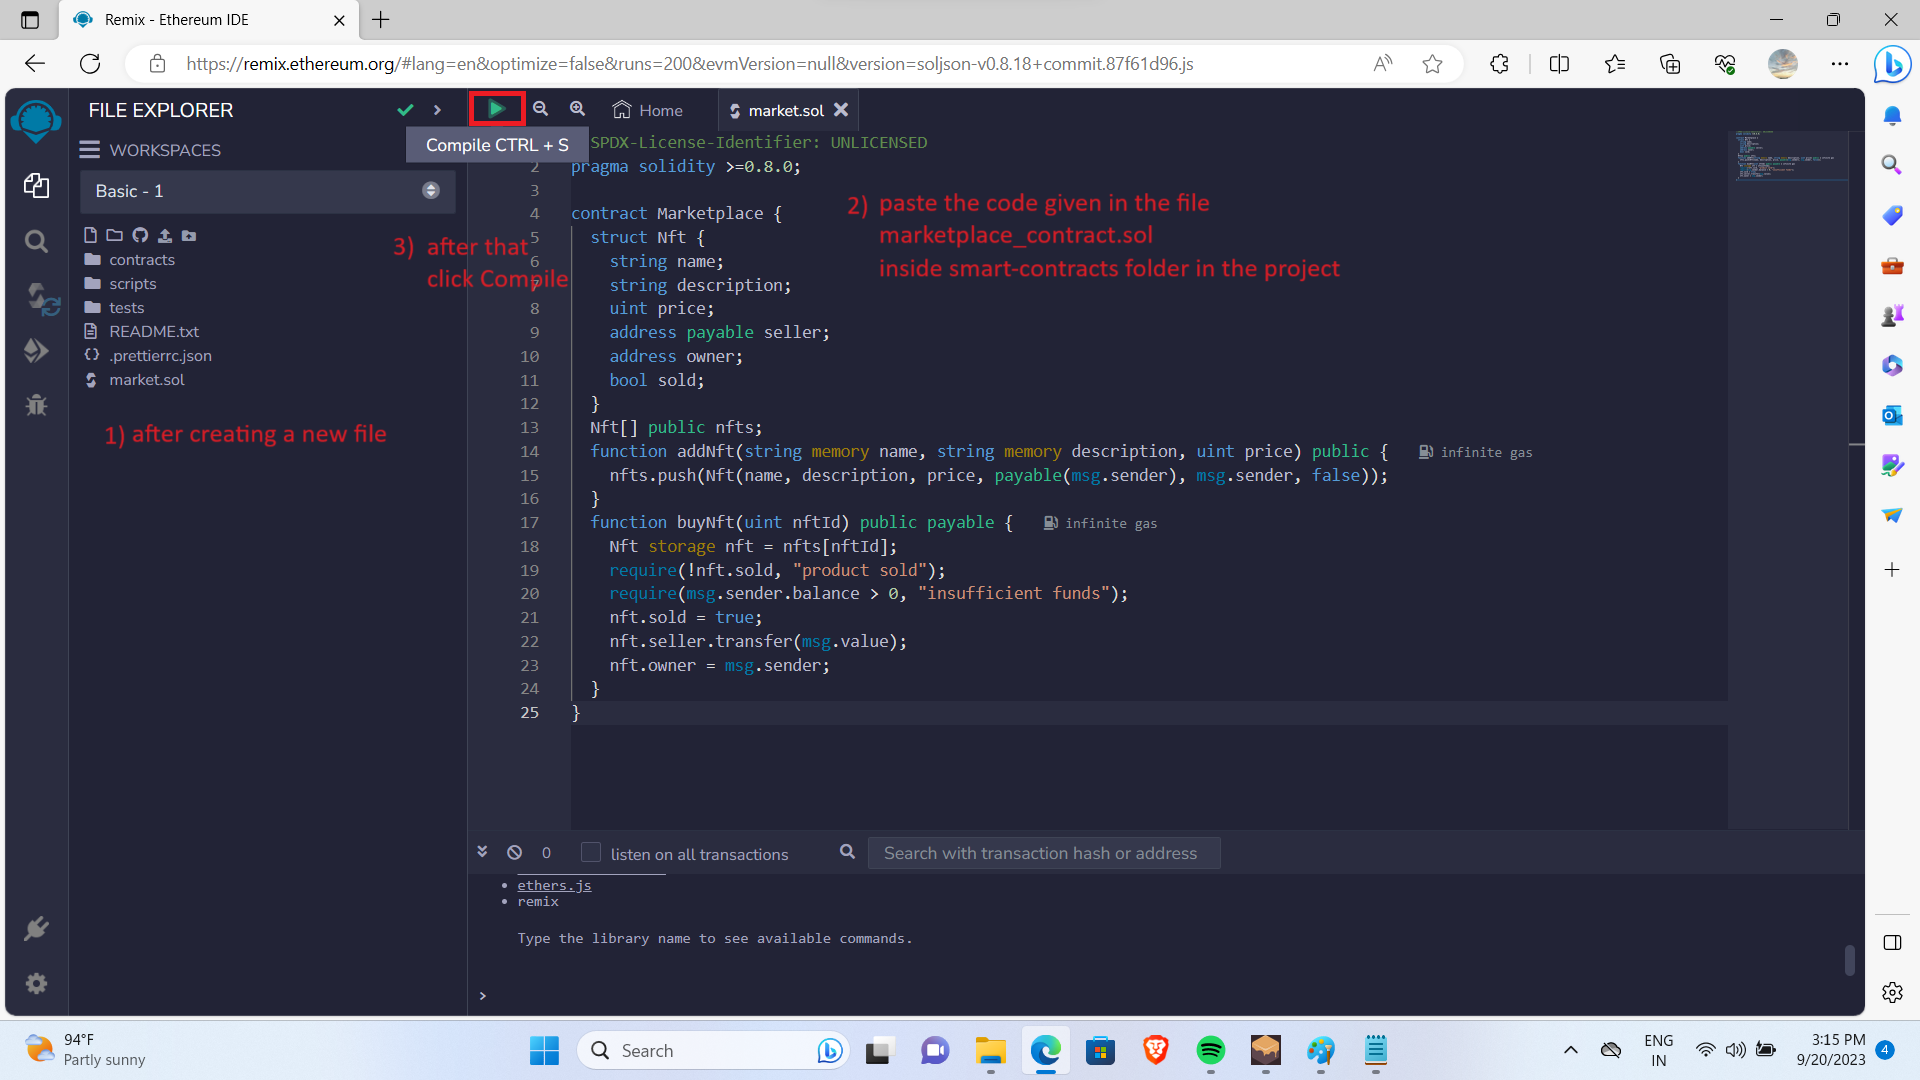 Remix - Ethereum IDE
https://remix.ethereum.org/#lang=en&optimize=false&runs=200&evmVersion=null&version=soljson-v0.8.18+commit.87f61d96.js
FILE EXPLORER
Home
market.sol
Compile CTRL + S
WORKSPACES
Basic - 1
contracts
scripts
tests
README.txt
.prettierrc.json
market.sol
1) after creating a new file
3) after that
click Compile
2) paste the code given in the file
marketplace_contract.sol
inside smart-contracts folder in the project
SPDX-License-Identifier: UNLICENSED
2 pragma solidity >=0.8.0;
3
4 contract Marketplace {
5 struct Nft {
6 string name;
7 string description;
8 uint price;
9 address payable seller;
10 address owner;
11 bool sold;
12 }
13 Nft[] public nfts;
14 function addNft(string memory name, string memory description, uint price) public { infinite gas
15 nfts.push(Nft(name, description, price, payable(msg.sender), msg.sender, false));
16 }
17 function buyNft(uint nftId) public payable { infinite gas
18 Nft storage nft = nfts[nftId];
19 require(!nft.sold, "product sold");
20 require(msg.sender.balance > 0, "insufficient funds");
21 nft.sold = true;
22 nft.seller.transfer(msg.value);
23 nft.owner = msg.sender;
24 }
25 }
0 listen on all transactions
Search with transaction hash or address
• ethers.js
• remix
Type the library name to see available commands.
>
94°F
Partly sunny
Search
ENG
IN
3:15 PM
9/20/2023
4